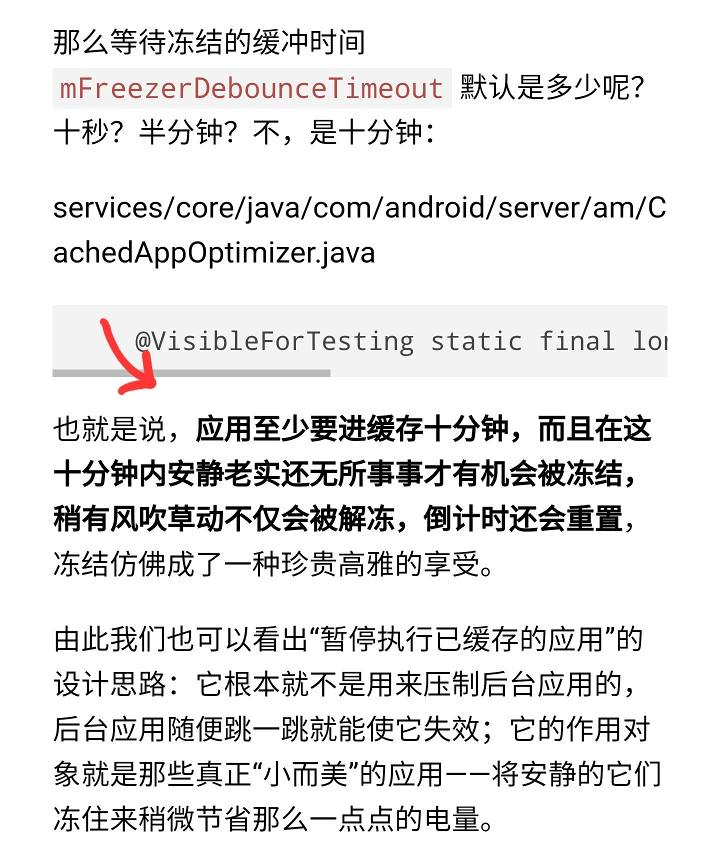 那么等待冻结的缓冲时间
mFreezerDebounceTimeout 默认是多少呢？
十秒？半分钟？不，是十分钟：
services/core/java/com/android/server/am/C
achedAppOptimizer.java
@VisibleForTesting static final lon
也就是说，应用至少要进缓存十分钟，而且在这
十分钟内安静老实还无所事事才有机会被冻结，
稍有风吹草动不仅会被解冻，倒计时还会重置，
冻结仿佛成了一种珍贵高雅的享受。
由此我们也可以看出“暂停执行已缓存的应用”的
设计思路：它根本就不是用来压制后台应用的，
后台应用随便跳一跳就能使它失效；它的作用对
象就是那些真正“小而美”的应用——将安静的它们
冻住来稍微节省那么一点点的电量。